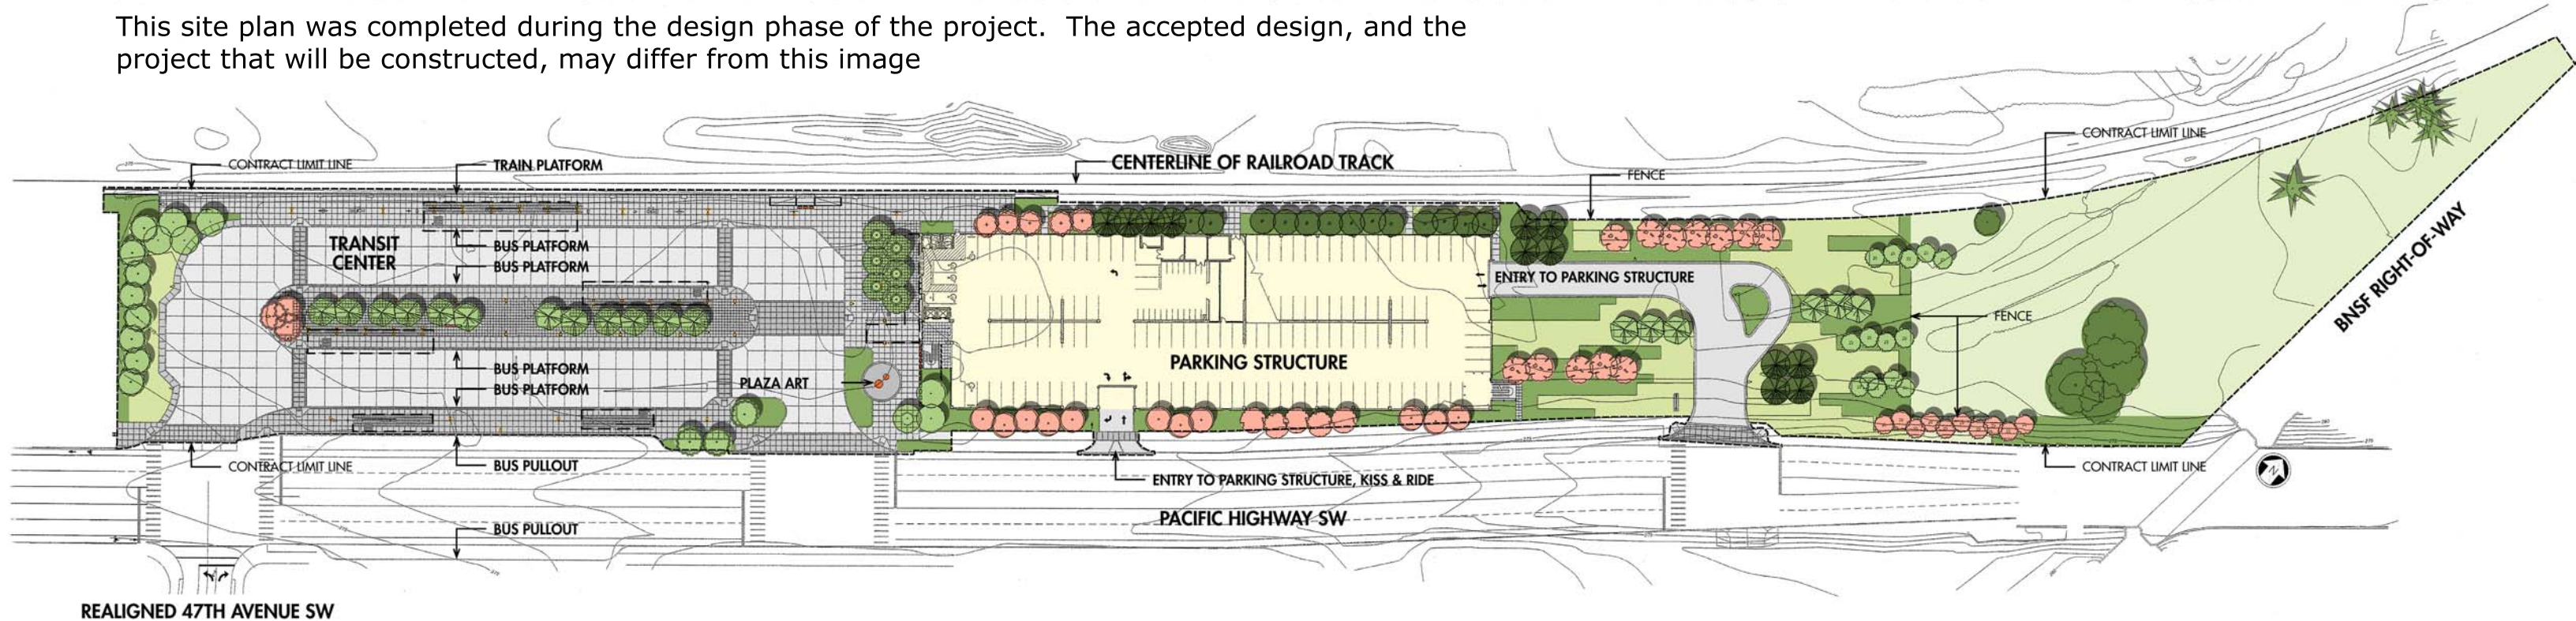 This site plan was completed during the design phase of the project.  The accepted design, and the
project that will be constructed, may differ from this image
CONTRACT LIMIT LINE
TRAIN PLATFORM
CENTERLINE OF RAILROAD TRACK
FENCE
CONTRACT LIMIT LINE
TRANSIT
CENTER
BUS PLATFORM
BUS PLATFORM
ENTRY TO PARKING STRUCTURE
BNSF RIGHT-OF-WAY
FENCE
PARKING STRUCTURE
BUS PLATFORM
BUS PLATFORM
PLAZA ART
CONTRACT LIMIT LINE
BUS PULLOUT
ENTRY TO PARKING STRUCTURE, KISS & RIDE
CONTRACT LIMIT LINE
N
PACIFIC HIGHWAY SW
BUS PULLOUT
REALIGNED 47TH AVENUE SW